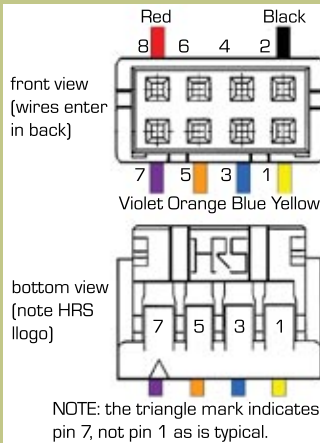 Red Black
8 6 4 2
front view
(wires enter
in back)
7 5 3 1
Violet Orange Blue Yellow
HRS
bottom view
(note HRS
llogo)
7 5 3 1
NOTE: the triangle mark indicates
pin 7, not pin 1 as is typical.